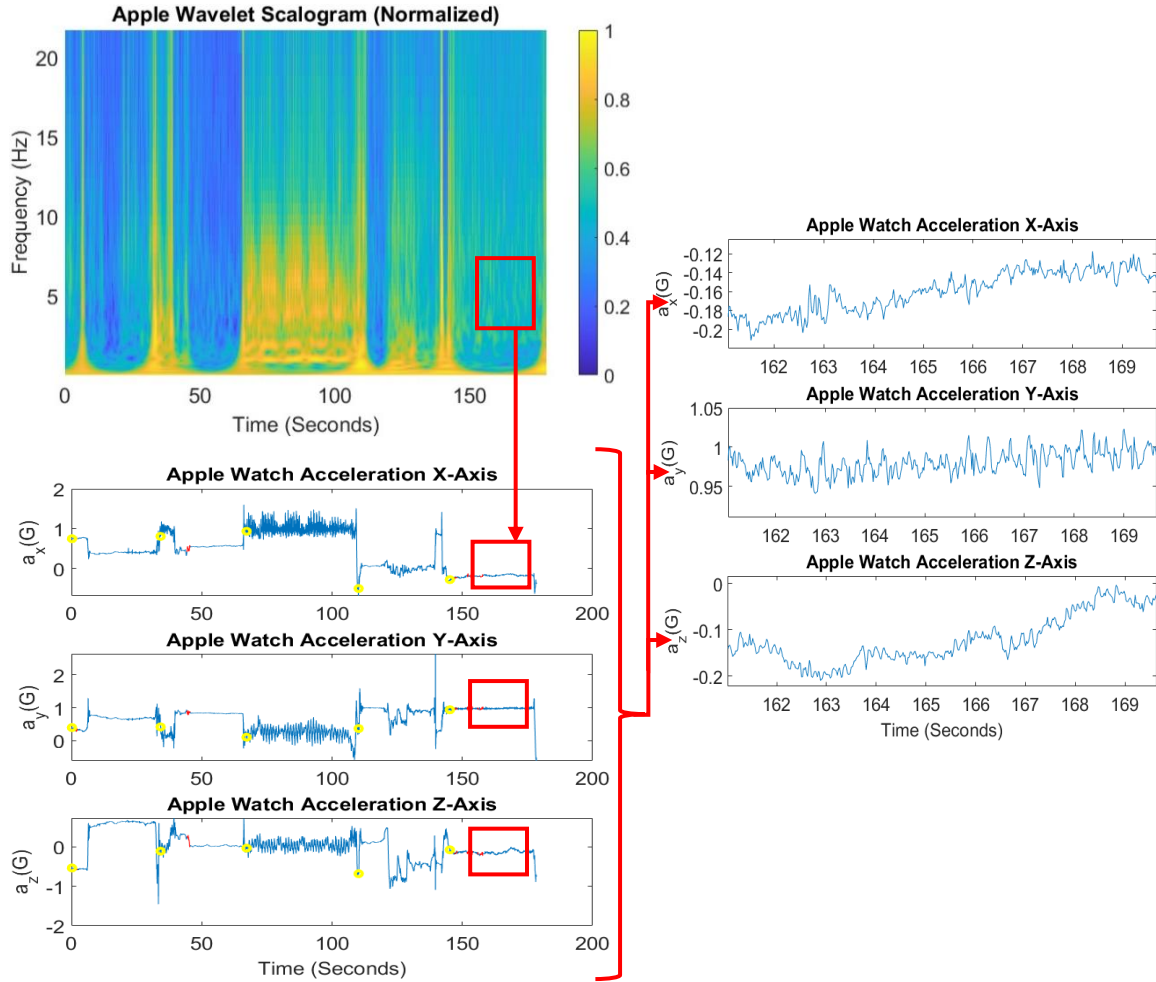 Apple Wavelet Scalogram (Normalized)
20
15
10
5
Frequency (Hz)
0 50 100 150
Time (Seconds)
1
0.8
0.6
0.4
0.2
0
Apple Watch Acceleration X-Axis
2
1
0
a_x(G)
0 50 100 150 200
Apple Watch Acceleration Y-Axis
2
1
0
a_y(G)
0 50 100 150 200
Apple Watch Acceleration Z-Axis
0
-1
-2
a_z(G)
0 50 100 150 200
Time (Seconds)
Apple Watch Acceleration X-Axis
-0.12
-0.14
-0.16
-0.18
-0.2
a_x(G)
162 163 164 165 166 167 168 169
Apple Watch Acceleration Y-Axis
1.05
1
0.95
a_y(G)
162 163 164 165 166 167 168 169
Apple Watch Acceleration Z-Axis
0
-0.1
-0.2
a_z(G)
162 163 164 165 166 167 168 169
Time (Seconds)